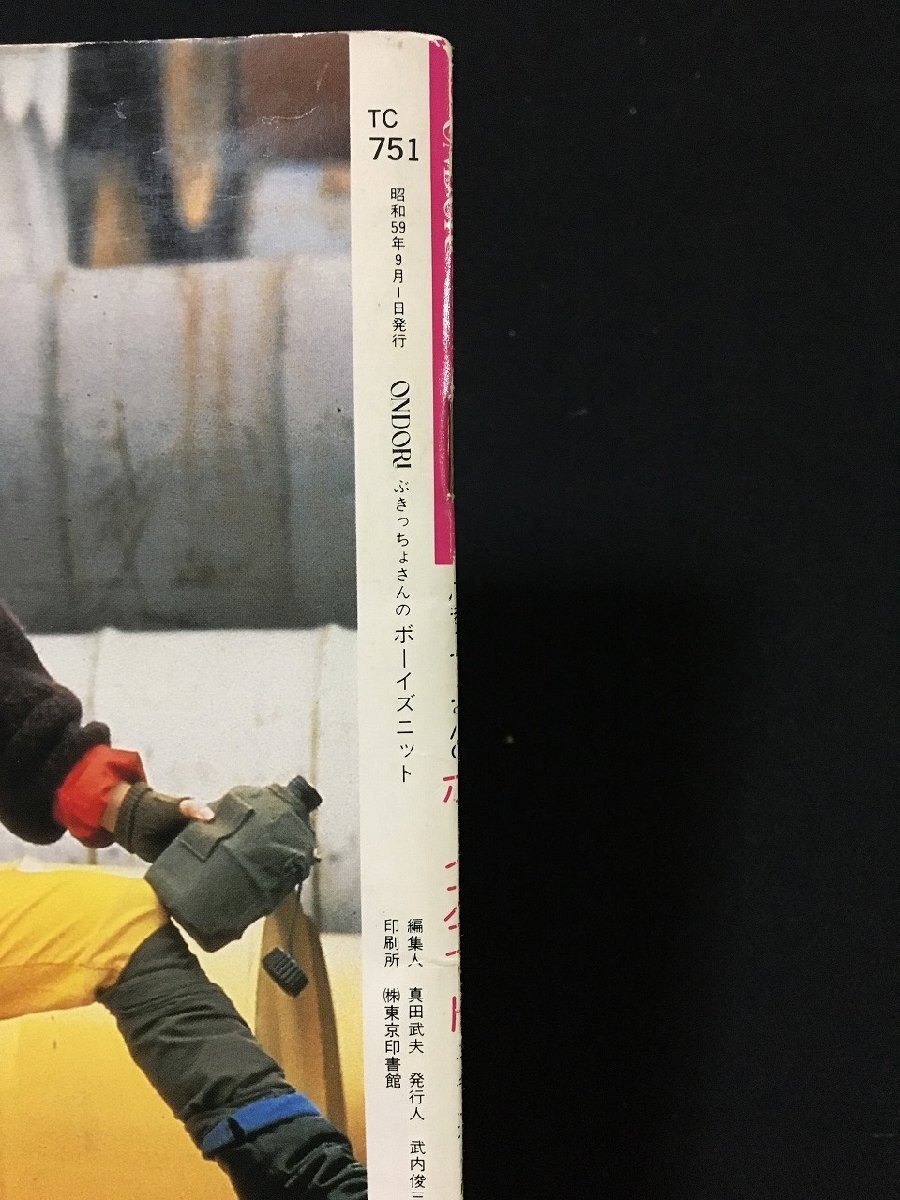 TC
751
昭和59年9月1日発行 ONDORI ぶきっちょさんのボーイズニット
編集人 真田武夫 発行人 武内俊
印刷所 ㈱東京印書館
ONDORI